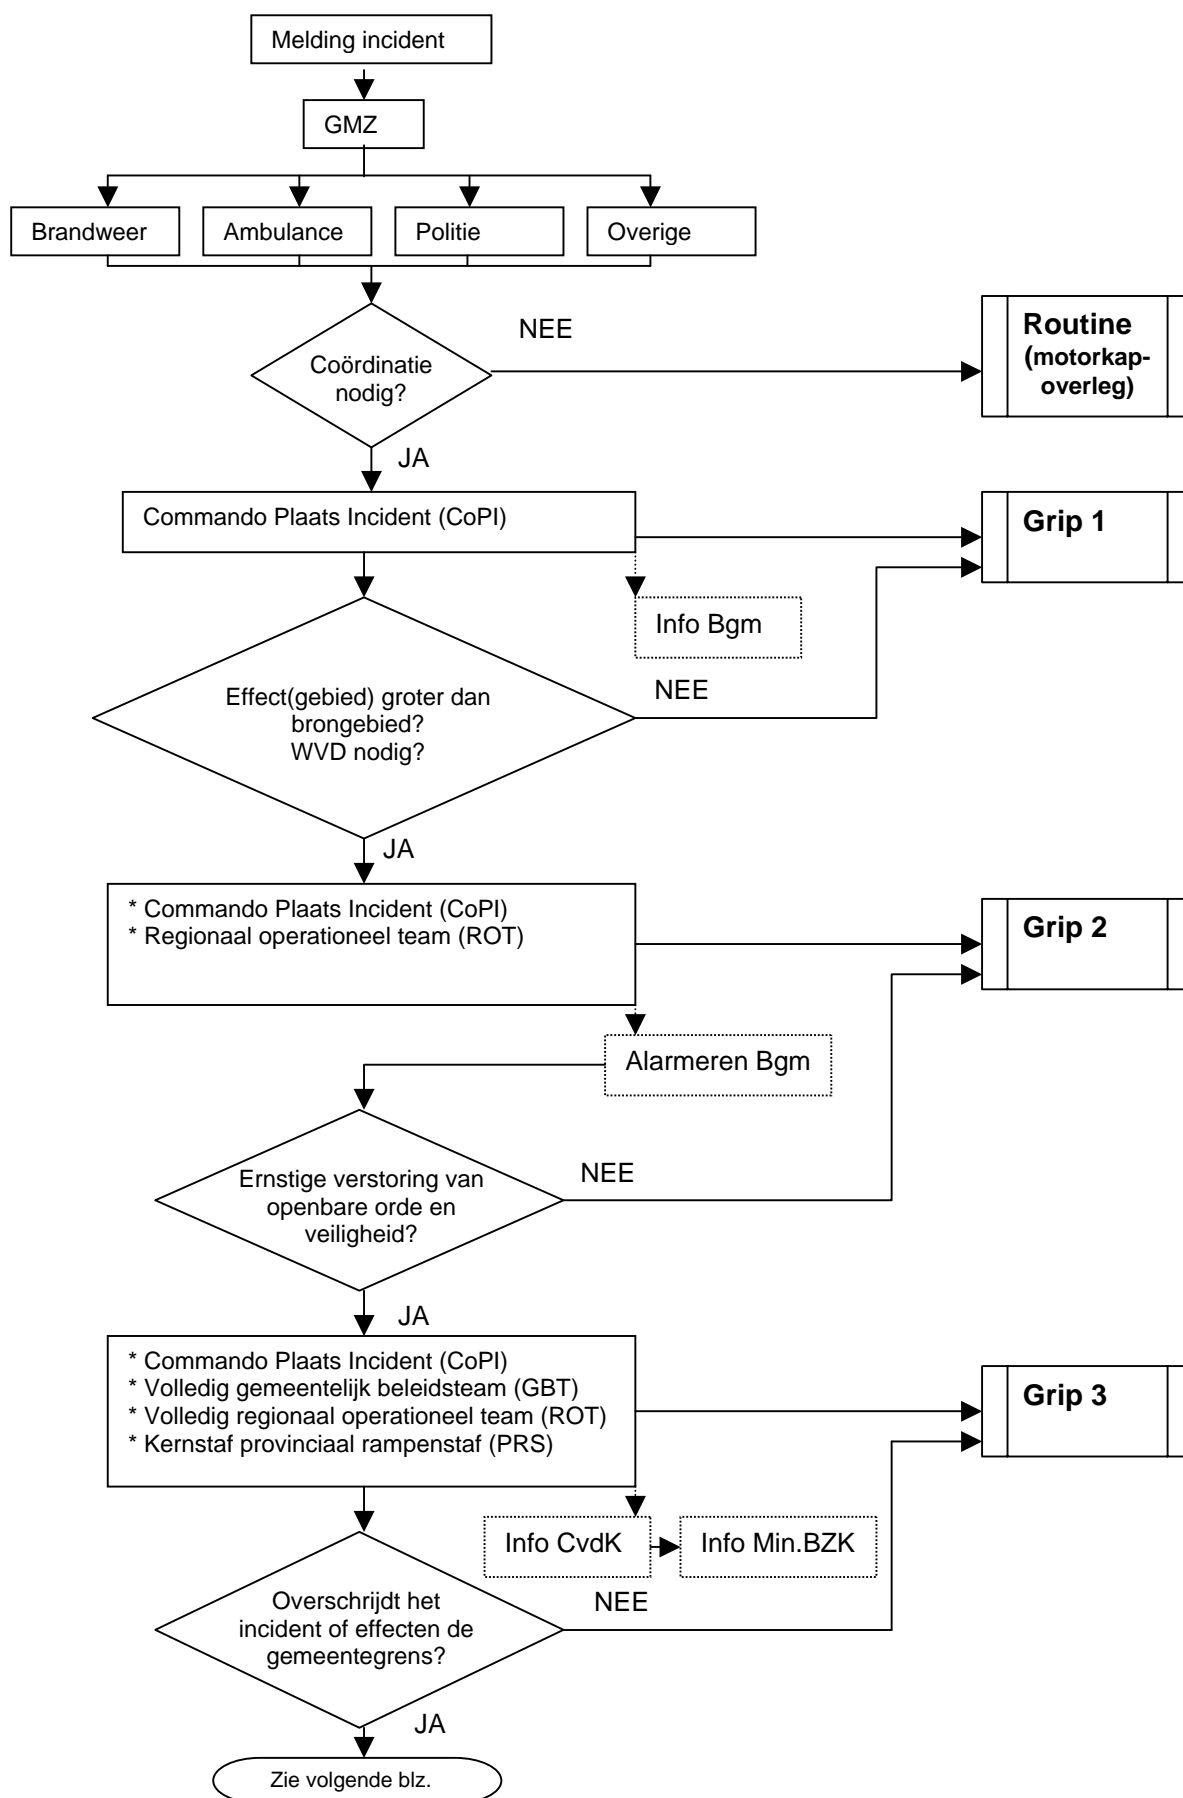 Melding incident
GMZ
Brandweer
Ambulance
Politie
Overige
Coördinatie
nodig?
NEE
Routine
(motorkap-
overleg)
JA
Commando Plaats Incident (CoPI)
Grip 1
Info Bgm
Effect(gebied) groter dan
brongebied?
WVD nodig?
NEE
JA
* Commando Plaats Incident (CoPI)
* Regionaal operationeel team (ROT)
Grip 2
Alarmeren Bgm
Ernstige verstoring van
openbare orde en
veiligheid?
NEE
JA
* Commando Plaats Incident (CoPI)
* Volledig gemeentelijk beleidsteam (GBT)
* Volledig regionaal operationeel team (ROT)
* Kernstaf provinciaal rampenstaf (PRS)
Grip 3
Info CvdK
Info Min.BZK
Overschrijdt het
incident of effecten de
gemeentegrens?
NEE
JA
Zie volgende blz.